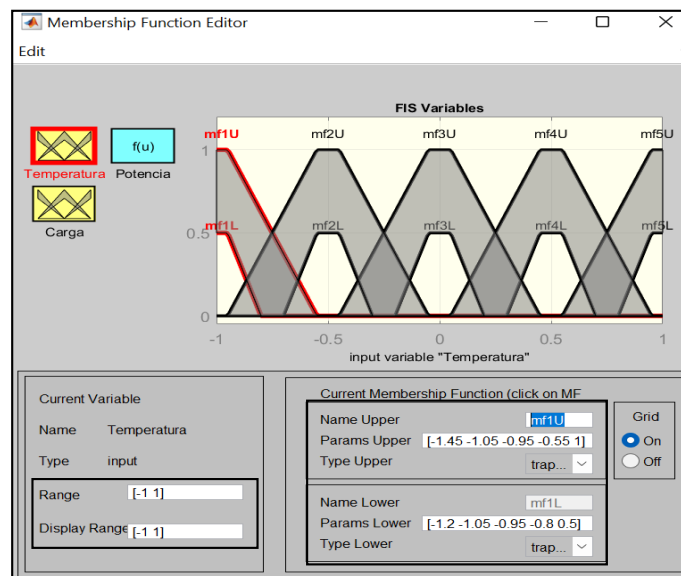 Membership Function Editor
Edit
FIS Variables
mf1U mf2U mf3U mf4U mf5U
f(u)
1
Temperatura Potencia
mf1L mf2L mf3L mf4L mf5L
0.5
Carga
0
-1 -0.5 0 0.5 1
input variable "Temperatura"
Current Variable
Name Temperatura
Type input
Range [-1 1]
Display Range [-1 1]
Current Membership Function (click on MF
Name Upper mf1U
Params Upper [-1.45 -1.05 -0.95 -0.55 1]
Type Upper trap...
Name Lower mf1L
Params Lower [-1.2 -1.05 -0.95 -0.8 0.5]
Type Lower trap...
Grid
On
Off